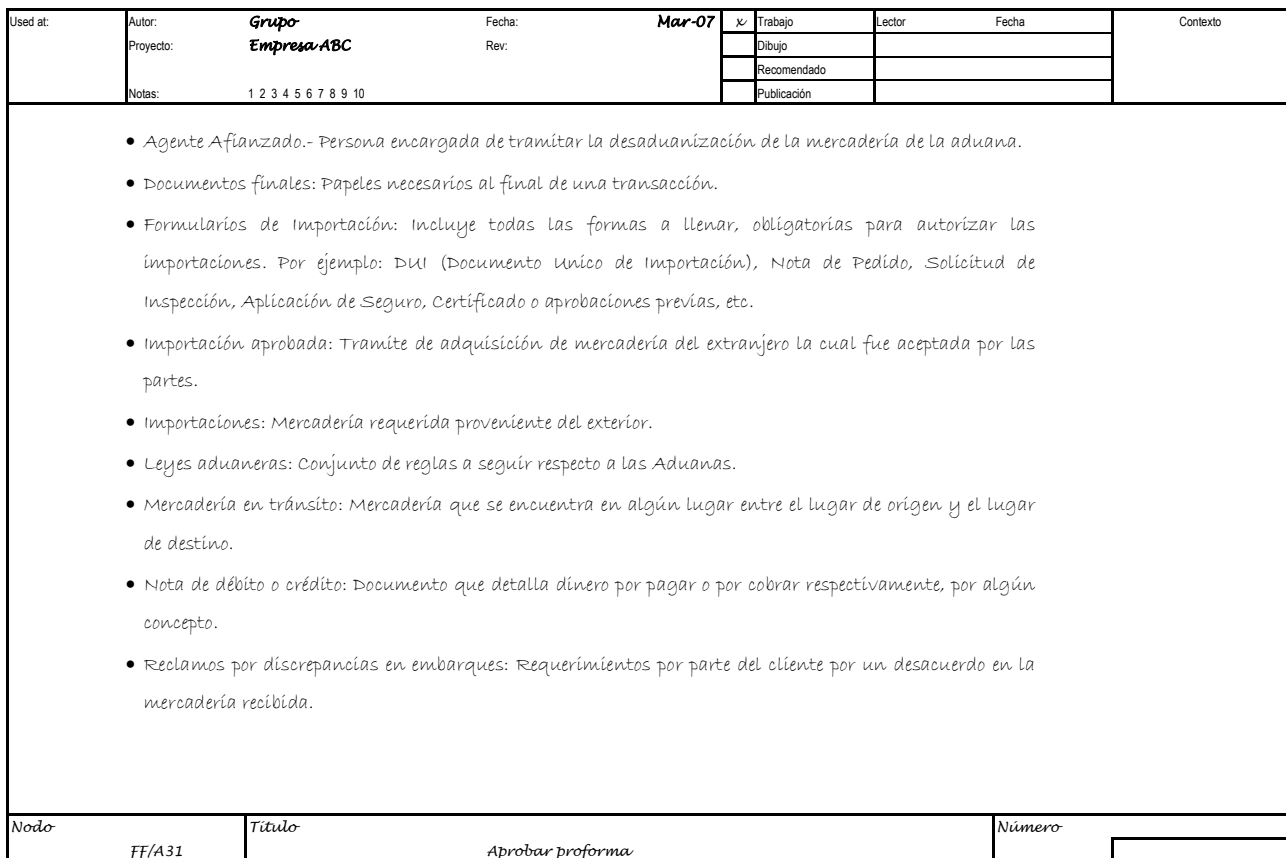 Used at: Autor: Grupo Fecha: Mar-07 x Trabajo Lector Fecha Contexto
Proyecto: Empresa ABC Rev: Dibujo
Recomendado
Notas: 1 2 3 4 5 6 7 8 9 10 Publicación
• Agente Afianzado.- Persona encargada de tramitar la desaduanización de la mercadería de la aduana.
• Documentos finales: Papeles necesarios al final de una transacción.
• Formularios de Importación: Incluye todas las formas a llenar, obligatorias para autorizar las
importaciones. Por ejemplo: DUI (Documento Unico de Importación), Nota de Pedido, Solicitud de
Inspección, Aplicación de Seguro, Certificado o aprobaciones previas, etc.
• Importación aprobada: Tramite de adquisición de mercadería del extranjero la cual fue aceptada por las
partes.
• Importaciones: Mercadería requerida proveniente del exterior.
• Leyes aduaneras: Conjunto de reglas a seguir respecto a las Aduanas.
• Mercadería en tránsito: Mercadería que se encuentra en algún lugar entre el lugar de origen y el lugar
de destino.
• Nota de débito o crédito: Documento que detalla dinero por pagar o por cobrar respectivamente, por algún
concepto.
• Reclamos por discrepancias en embarques: Requerimientos por parte del cliente por un desacuerdo en la
mercadería recibida.
Nodo Título Número
FF/A31 Aprobar proforma